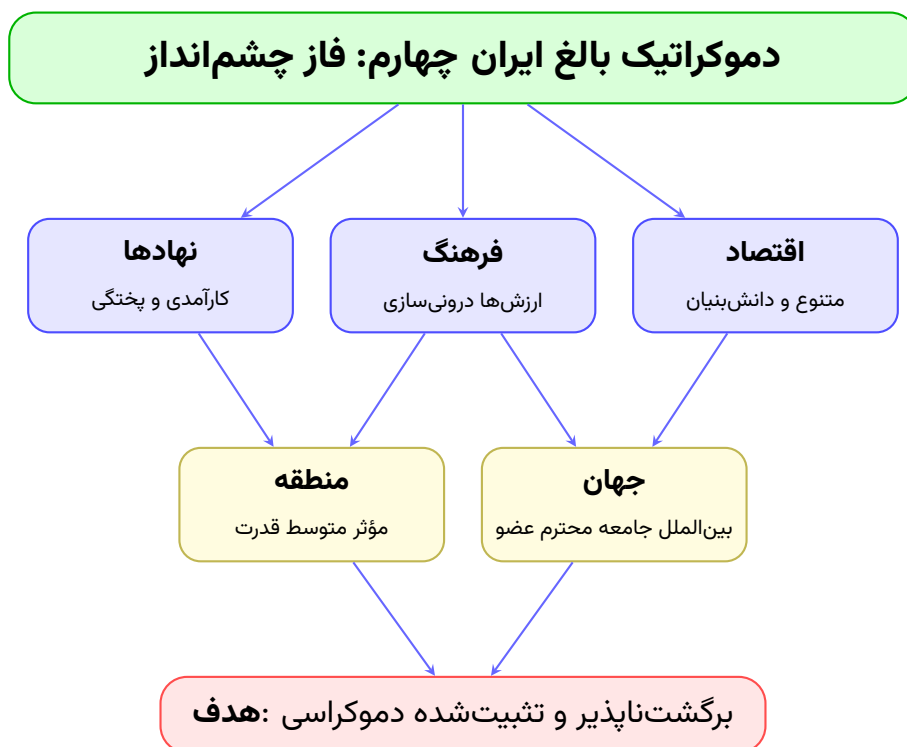 دموکراتیک بالغ ایران چهارم: فاز چشم‌انداز
اقتصاد
متنوع و دانش‌بنیان
فرهنگ
ارزش‌ها درونی‌سازی
نهادها
کارآمدی و پختگی
جهان
بین‌الملل جامعه محترم عضو
منطقه
مؤثر متوسط قدرت
برگشت‌ناپذیر و تثبیت‌شده دموکراسی :هدف